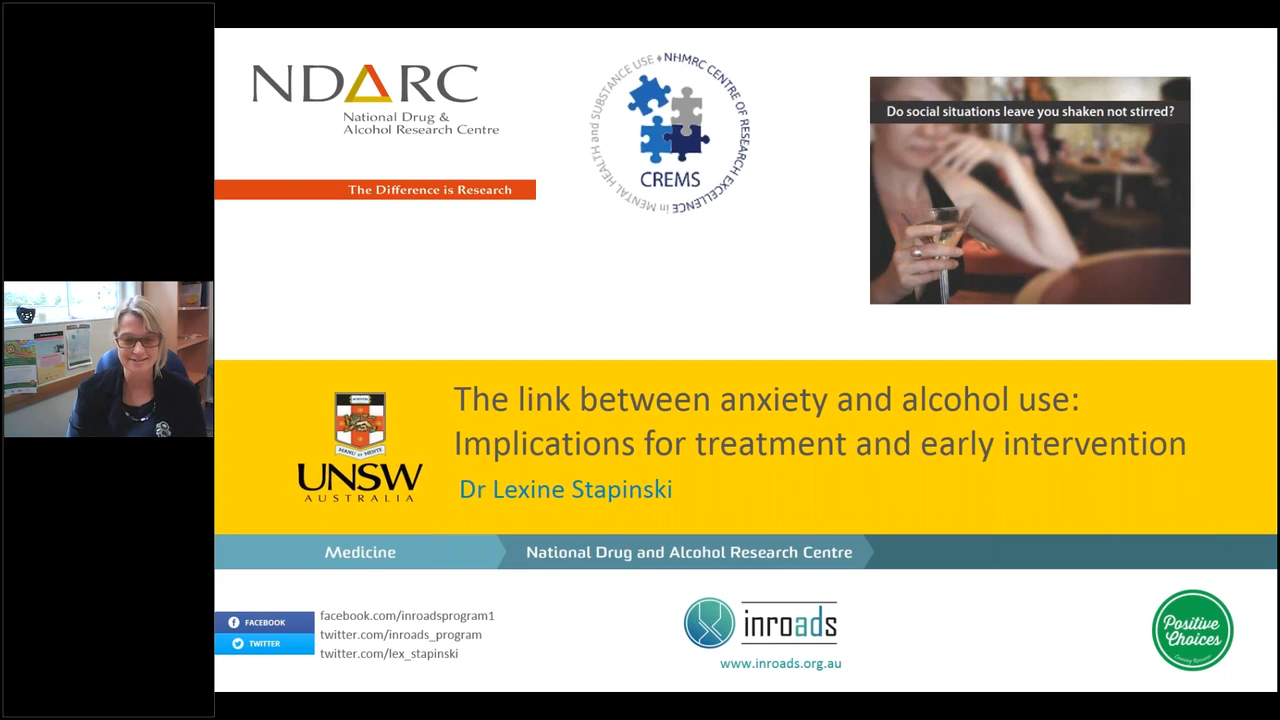 NDARC
National Drug &
Alcohol Research Centre
The Difference is Research
NHMRC CENTRE OF RESEARCH EXCELLENCE in MENTAL HEALTH and SUBSTANCE USE
CREMS
Do social situations leave you shaken not stirred?
The link between anxiety and alcohol use:
Implications for treatment and early intervention
Dr Lexine Stapinski
MANU ET MENTE
UNSW
AUSTRALIA
Medicine
National Drug and Alcohol Research Centre
FACEBOOK
facebook.com/inroadsprogram1
TWITTER
twitter.com/inroads_program
twitter.com/lex_stapinski
inroads
www.inroads.org.au
Positive
Choices